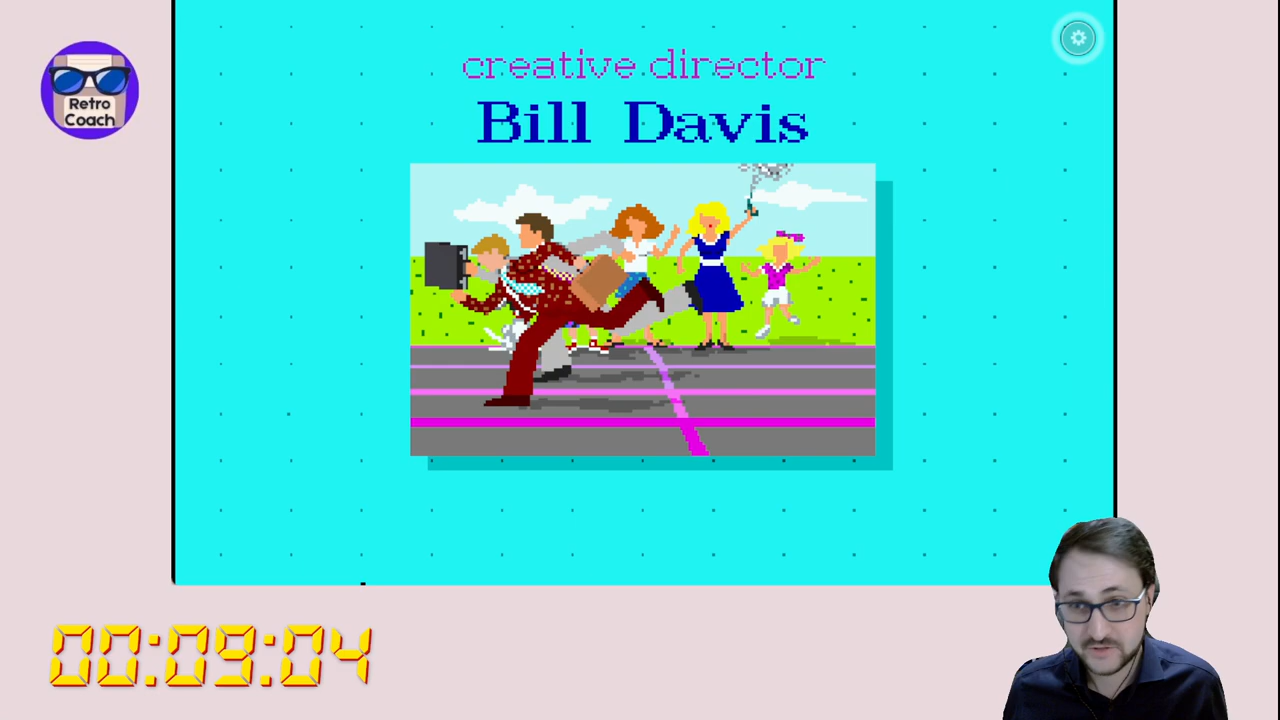 creative director
Bill Davis
Retro
Coach
00:09:04